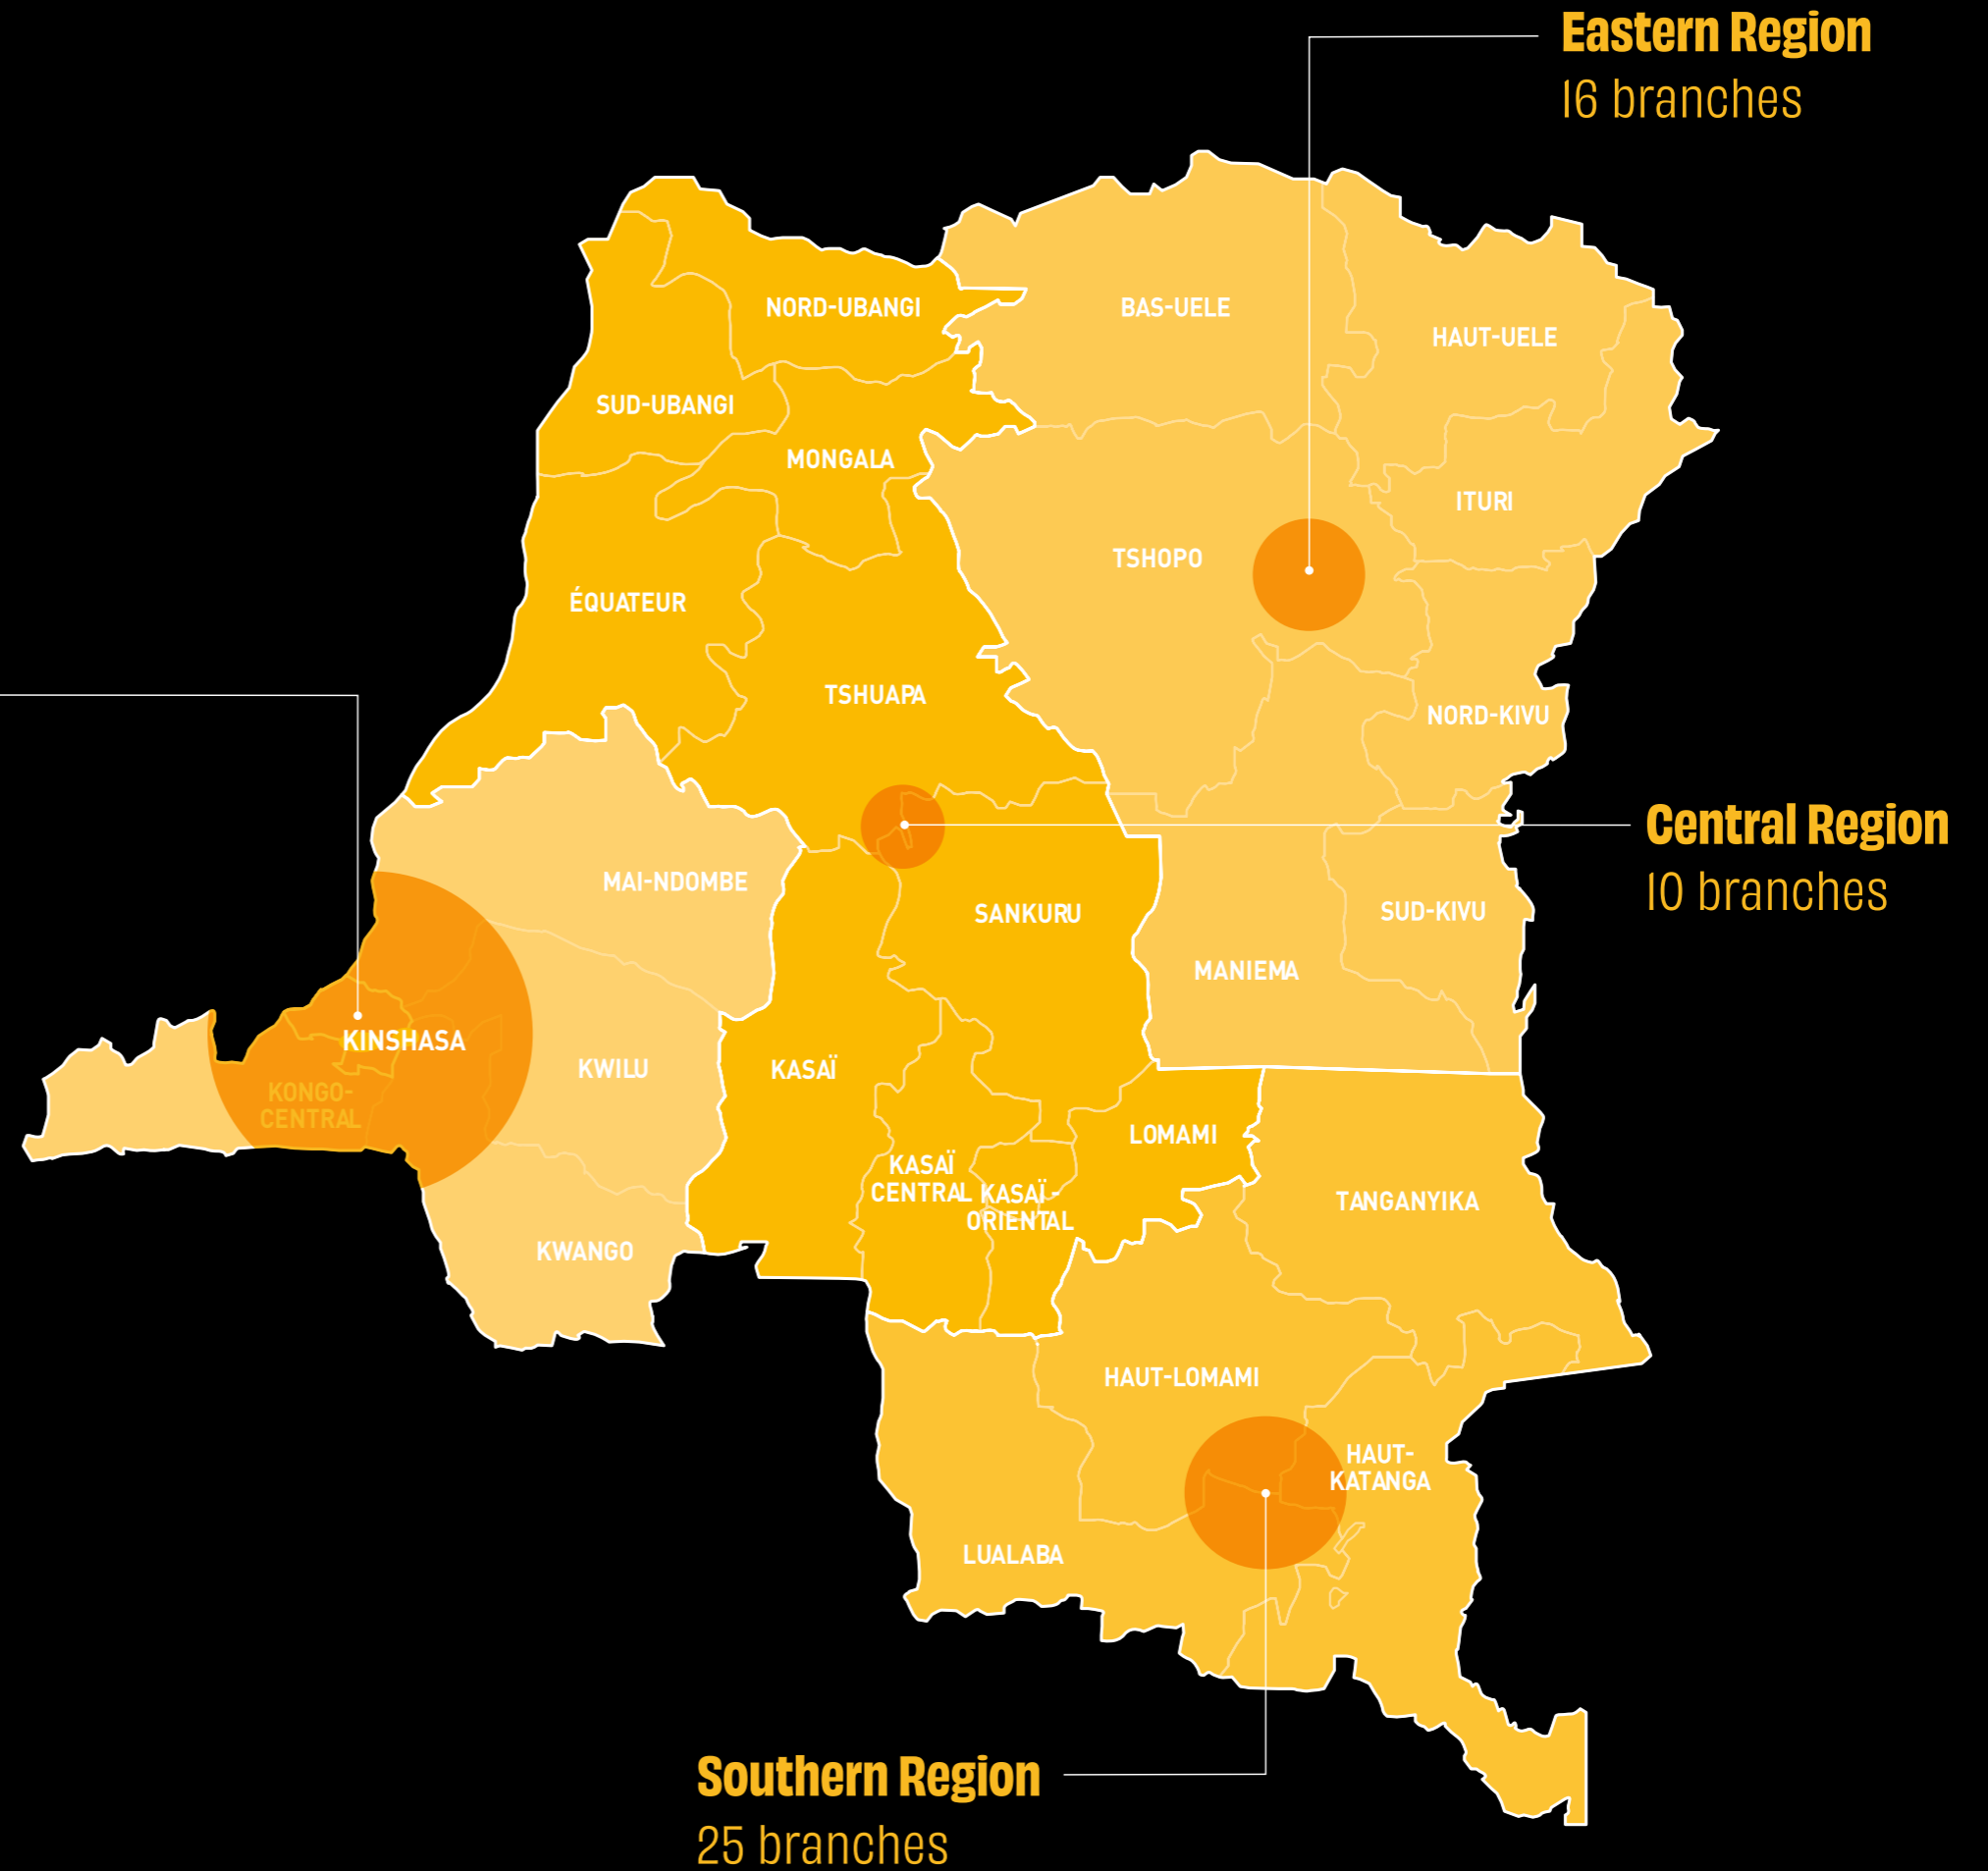 Eastern Region
16 branches
NORD-UBANGI
BAS-UELE
HAUT-UELE
SUD-UBANGI
MONGALA
ITURI
TSHOPO
ÉQUATEUR
TSHUAPA
NORD-KIVU
Central Region
10 branches
MAI-NDOMBE
SANKURU
SUD-KIVU
MANIEMA
KINSHASA
KWILU
KASAÏ
KONGO-
CENTRAL
LOMAMI
KASAÏ
CENTRAL
KASAÏ-
ORIENTAL
TANGANYIKA
KWANGO
HAUT-LOMAMI
HAUT-
KATANGA
LUALABA
Southern Region
25 branches